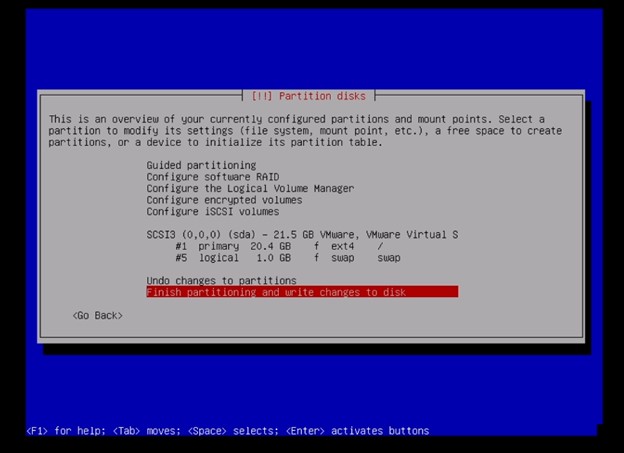 [!!] Partition disks
This is an overview of your currently configured partitions and mount points. Select a
partition to modify its settings (file system, mount point, etc.), a free space to create
partitions, or a device to initialize its partition table.
Guided partitioning
Configure software RAID
Configure the Logical Volume Manager
Configure encrypted volumes
Configure iSCSI volumes
SCSI3 (0,0,0) (sda) - 21.5 GB VMware, VMware Virtual S
#1 primary 20.4 GB f ext4 /
#5 logical 1.0 GB f swap swap
Undo changes to partitions
Finish partitioning and write changes to disk
<Go Back>
<F1> for help; <Tab> moves; <Space> selects; <Enter> activates buttons